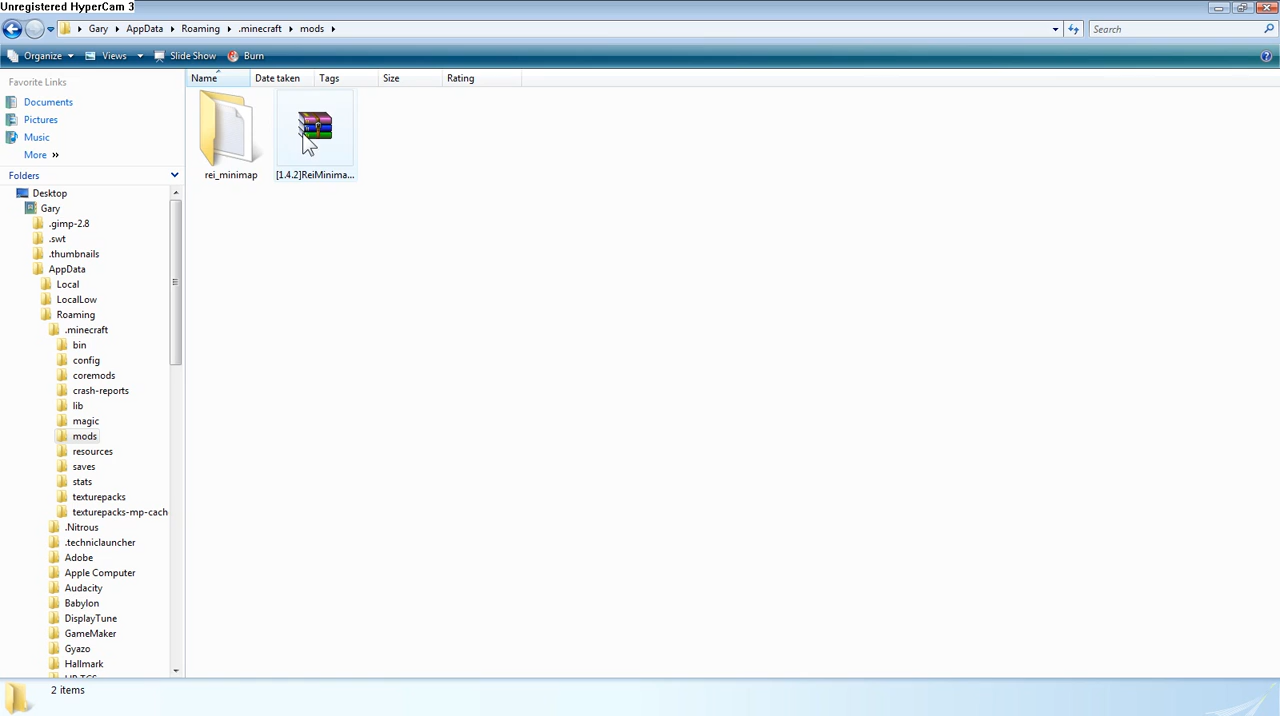 Unregistered HyperCam 3
Gary
AppData
Roaming
.minecraft
mods
Search
Organize
Views
Slide Show
Burn
Favorite Links
Documents
Pictures
Music
More »
Folders
Desktop
Gary
.gimp-2.8
.swt
.thumbnails
AppData
Local
LocalLow
Roaming
.minecraft
bin
config
coremods
crash-reports
lib
magic
mods
resources
saves
stats
texturepacks
texturepacks-mp-cach
.Nitrous
.techniclauncher
Adobe
Apple Computer
Audacity
Babylon
DisplayTune
GameMaker
Gyazo
Hallmark
Name
Date taken
Tags
Size
Rating
rei_minimap
[1.4.2]ReiMinima...
2 items